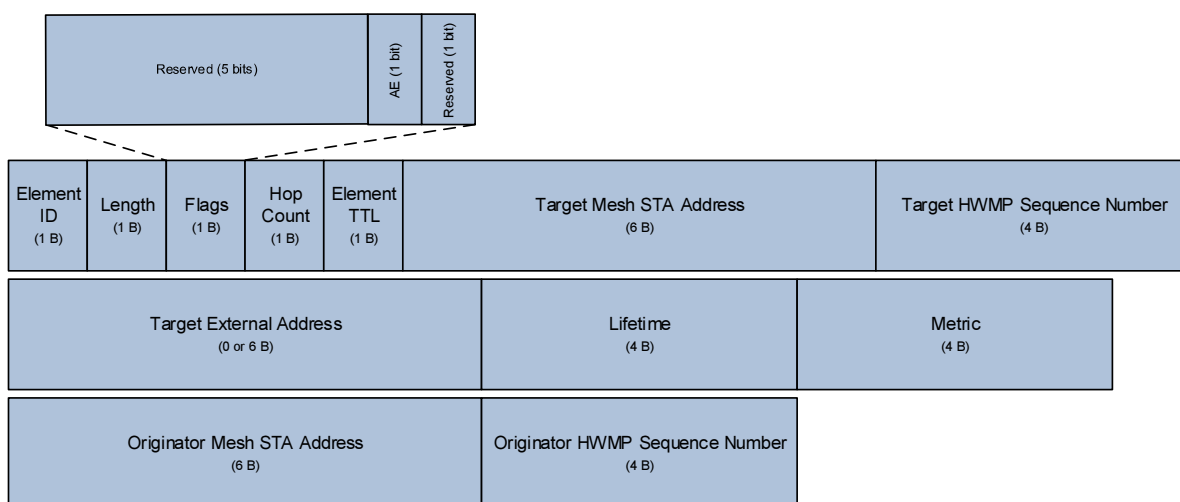 Reserved (5 bits)
AE (1 bit)
Reserved (1 bit)
Element
ID
(1 B)
Length
(1 B)
Flags
(1 B)
Hop
Count
(1 B)
Element
TTL
(1 B)
Target Mesh STA Address
(6 B)
Target HWMP Sequence Number
(4 B)
Target External Address
(0 or 6 B)
Lifetime
(4 B)
Metric
(4 B)
Originator Mesh STA Address
(6 B)
Originator HWMP Sequence Number
(4 B)